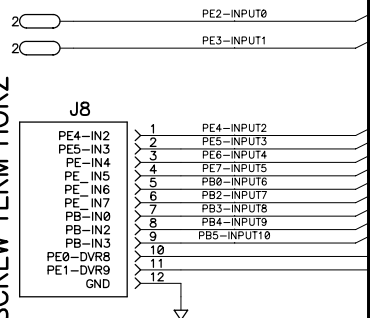 PE2-INPUT0
2
PE3-INPUT1
2
SCREW TERM HORZ
J8
PE4-IN2 1 PE4-INPUT2
PE5-IN3 2 PE5-INPUT3
PE-IN4 3 PE6-INPUT4
PE_IN5 4 PE7-INPUT5
PE_IN6 5 PB0-INPUT6
PE_IN7 6 PB2-INPUT7
PB-IN0 7 PB3-INPUT8
PB-IN2 8 PB4-INPUT9
PB-IN3 9 PB5-INPUT10
PE0-DVR8 10
PE1-DVR9 11
GND 12